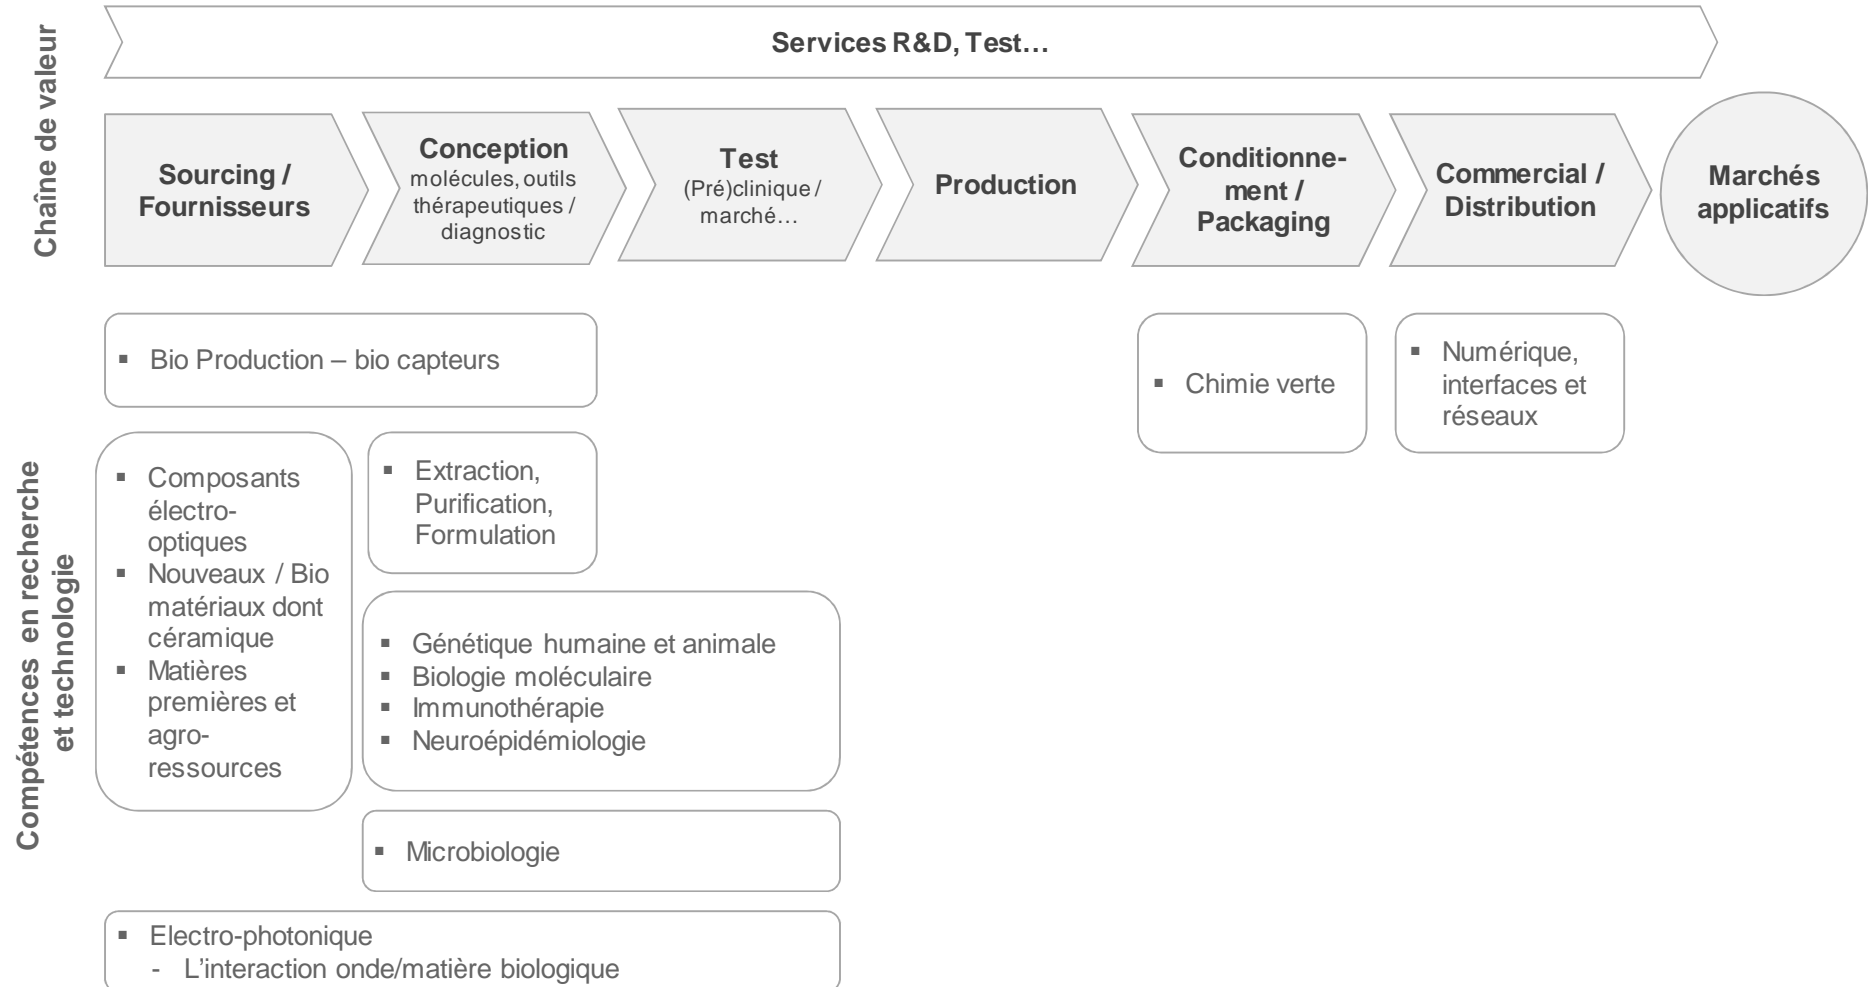 Chaîne de valeur
Services R&D, Test…
Sourcing /
Fournisseurs
Conception
molécules, outils
thérapeutiques /
diagnostic
Test
(Pré)clinique /
marché…
Production
Conditionne-
ment /
Packaging
Commercial /
Distribution
Marchés
applicatifs
Compétences en recherche
et technologie
▪ Bio Production – bio capteurs
▪ Chimie verte
▪ Numérique,
interfaces et
réseaux
▪ Composants
électro-
optiques
▪ Nouveaux / Bio
matériaux dont
céramique
▪ Matières
premières et
agro-
ressources
▪ Extraction,
Purification,
Formulation
▪ Génétique humaine et animale
▪ Biologie moléculaire
▪ Immunothérapie
▪ Neuroépidémiologie
▪ Microbiologie
▪ Electro-photonique
- L’interaction onde/matière biologique